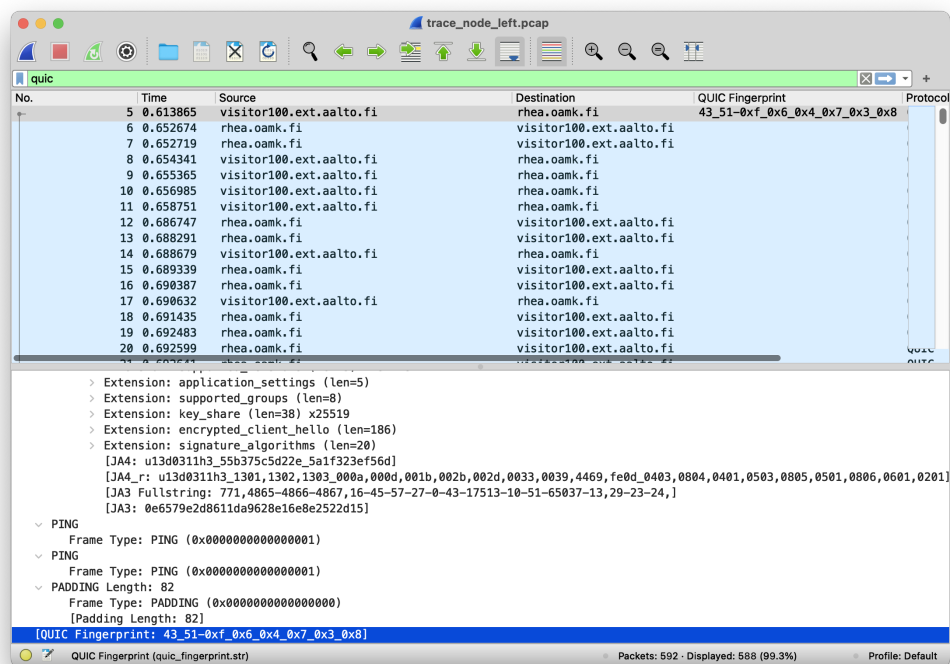 trace_node_left.pcap
quic
No. Time Source Destination QUIC Fingerprint Protocol
5 0.613865 visitor100.ext.aalto.fi rhea.oamk.fi 43_51-0xf_0x6_0x4_0x7_0x3_0x8
6 0.652674 rhea.oamk.fi visitor100.ext.aalto.fi
7 0.652719 rhea.oamk.fi visitor100.ext.aalto.fi
8 0.654341 visitor100.ext.aalto.fi rhea.oamk.fi
9 0.655365 visitor100.ext.aalto.fi rhea.oamk.fi
10 0.656985 visitor100.ext.aalto.fi rhea.oamk.fi
11 0.658751 visitor100.ext.aalto.fi rhea.oamk.fi
12 0.686747 rhea.oamk.fi visitor100.ext.aalto.fi
13 0.688291 rhea.oamk.fi visitor100.ext.aalto.fi
14 0.688679 visitor100.ext.aalto.fi rhea.oamk.fi
15 0.689339 rhea.oamk.fi visitor100.ext.aalto.fi
16 0.690387 rhea.oamk.fi visitor100.ext.aalto.fi
17 0.690632 visitor100.ext.aalto.fi rhea.oamk.fi
18 0.691435 rhea.oamk.fi visitor100.ext.aalto.fi
19 0.692483 rhea.oamk.fi visitor100.ext.aalto.fi
20 0.692599 rhea.oamk.fi visitor100.ext.aalto.fi QUIC
Extension: application_settings (len=5)
Extension: supported_groups (len=8)
Extension: key_share (len=38) x25519
Extension: encrypted_client_hello (len=186)
Extension: signature_algorithms (len=20)
[JA4: u13d0311h3_55b375c5d22e_5a1f323ef56d]
[JA4_r: u13d0311h3_1301,1302,1303_000a,000d,001b,002b,002d,0033,0039,4469,fe0d_0403,0804,0401,0503,0805,0501,0806,0601,0201]
[JA3 Fullstring: 771,4865-4866-4867,16-45-57-27-0-43-17513-10-51-65037-13,29-23-24,]
[JA3: 0e6579e2d8611da9628e16e8e2522d15]
PING
Frame Type: PING (0x0000000000000001)
PING
Frame Type: PING (0x0000000000000001)
PADDING Length: 82
Frame Type: PADDING (0x0000000000000000)
[Padding Length: 82]
[QUIC Fingerprint: 43_51-0xf_0x6_0x4_0x7_0x3_0x8]
QUIC Fingerprint (quic_fingerprint.str) Packets: 592 · Displayed: 588 (99.3%) Profile: Default